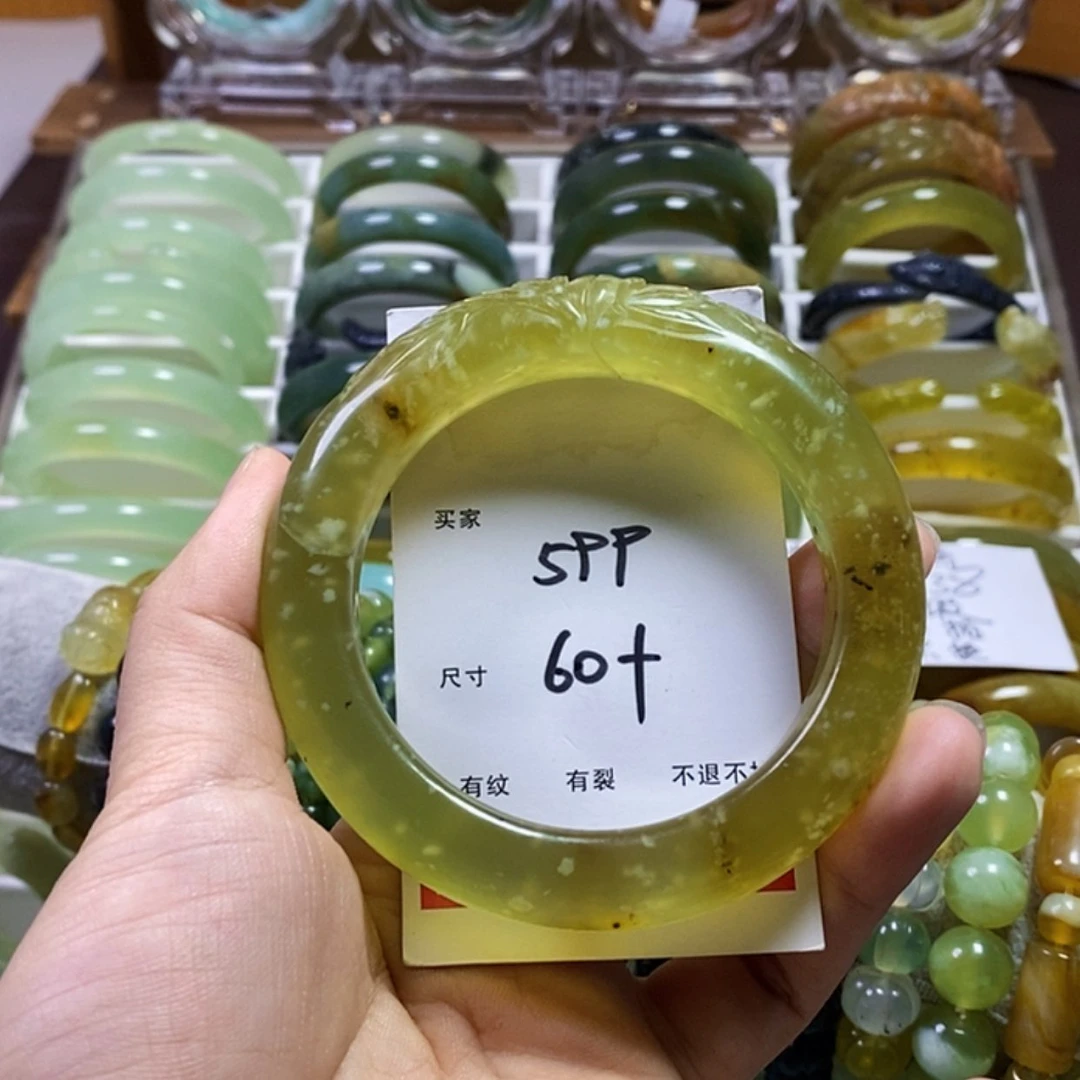 买家 5PP
尺寸 60+
有纹 有裂 不退不